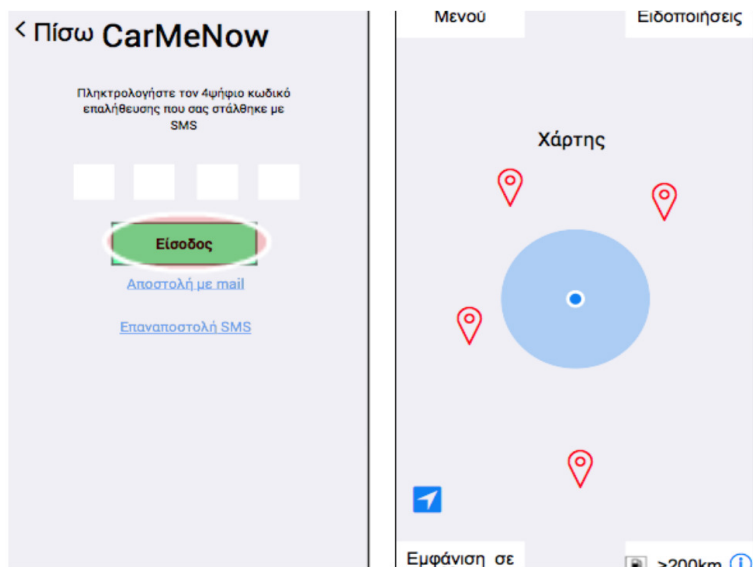 < Πίσω CarMeNow
Πληκτρολογήστε τον 4ψήφιο κωδικό
επαλήθευσης που σας στάλθηκε με
SMS
Είσοδος
Αποστολή με mail
Επαναποστολή SMS
Μενού
Ειδοποιήσεις
Χάρτης
Εμφάνιση σε
>200km